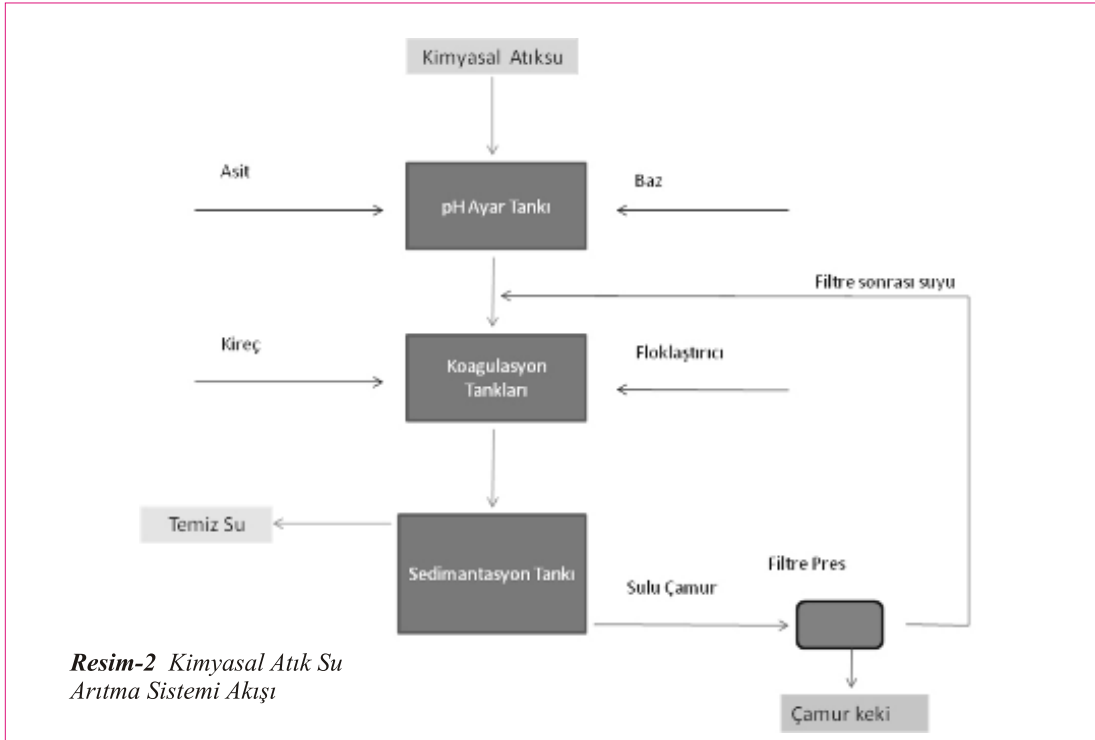 Kimyasal Atıksu
Asit
pH Ayar Tankı
Baz
Filtre sonrası suyu
Kireç
Koagulasyon
Tankları
Floklaştırıcı
Temiz Su
Sedimantasyon Tankı
Sulu Çamur
Filtre Pres
Çamur keki
Resim-2 Kimyasal Atık Su
Arıtma Sistemi Akışı